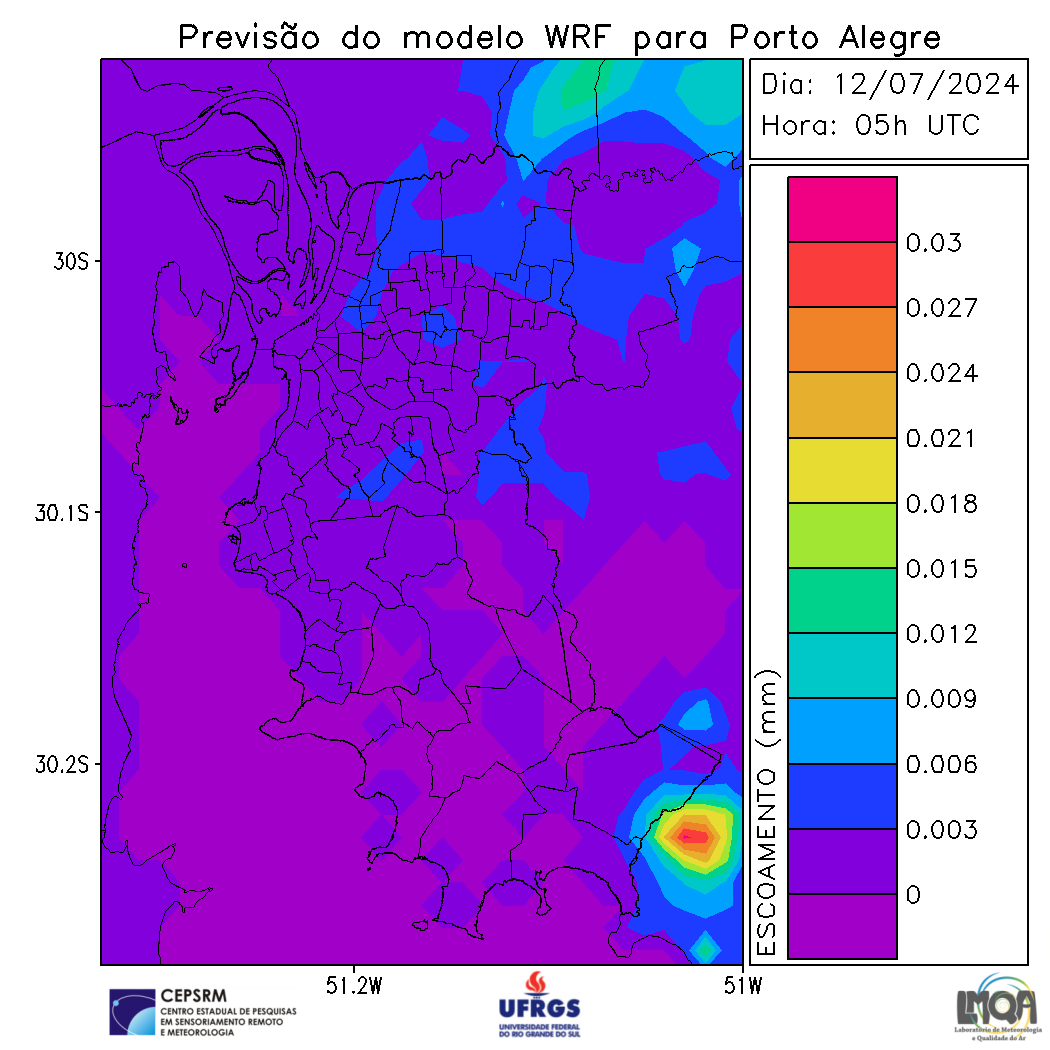 Previsão do modelo WRF para Porto Alegre
Dia: 12/07/2024
Hora: 05h UTC
30S
30.1S
30.2S
51.2W
51W
ESCOAMENTO (mm)
0.03
0.027
0.024
0.021
0.018
0.015
0.012
0.009
0.006
0.003
0
CEPSRM
CENTRO ESTADUAL DE PESQUISAS
EM SENSORIAMENTO REMOTO
E METEOROLOGIA
UFRGS
UNIVERSIDADE FEDERAL
DO RIO GRANDE DO SUL
LMQA
Laboratório de Meteorologia
e Qualidade do Ar